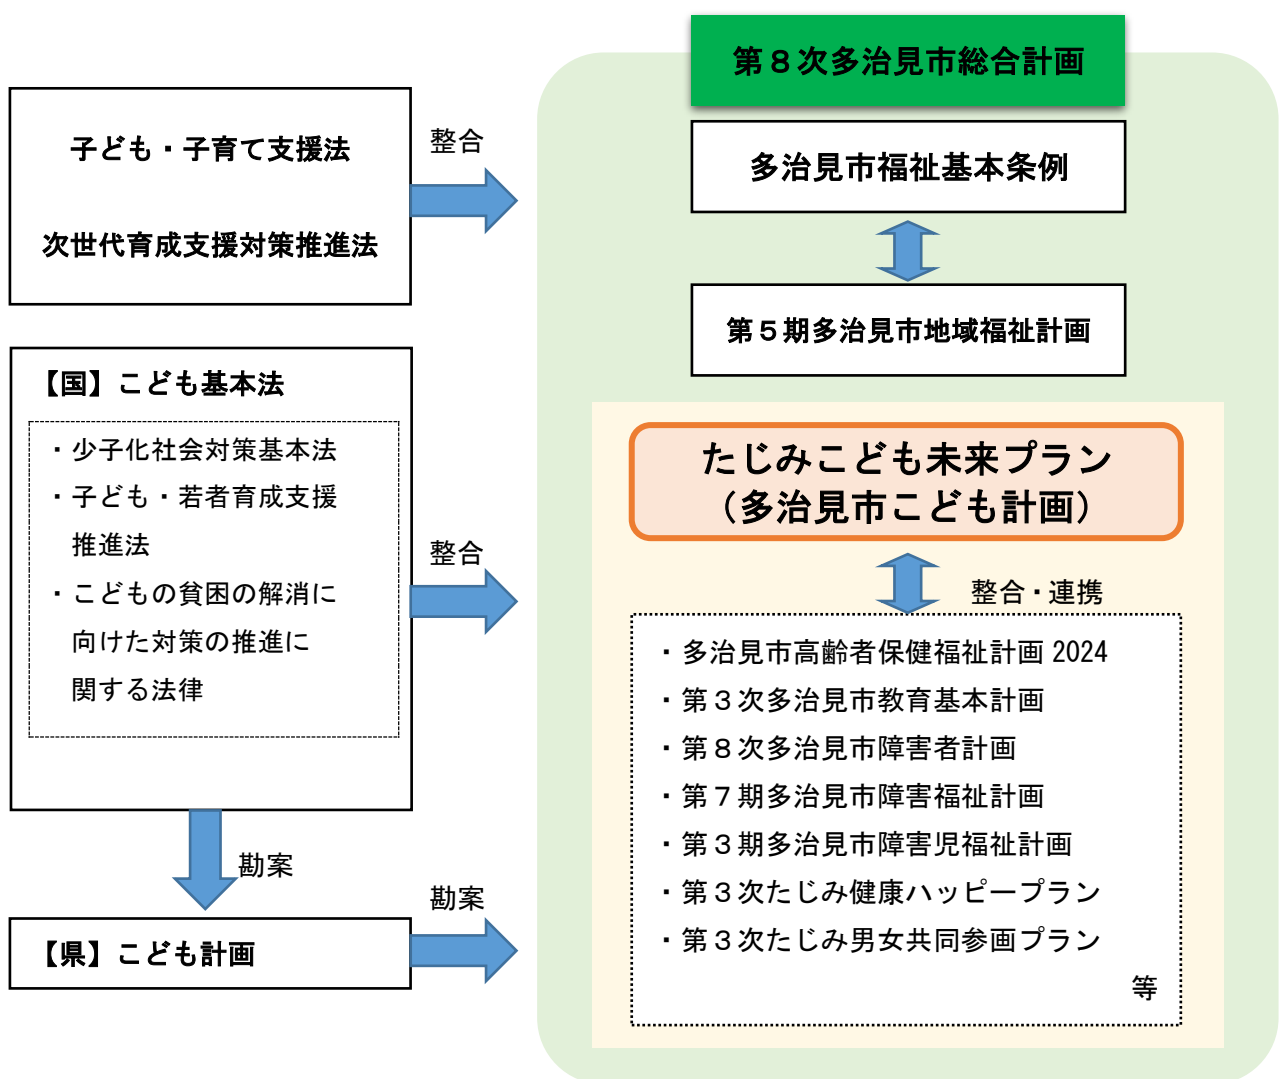 第８次多治見市総合計画
子ども・子育て支援法
次世代育成支援対策推進法
整合
多治見市福祉基本条例
第５期多治見市地域福祉計画
【国】こども基本法
・少子化社会対策基本法
・子ども・若者育成支援
推進法
・こどもの貧困の解消に
向けた対策の推進に
関する法律
整合
たじみこども未来プラン
（多治見市こども計画）
整合・連携
・多治見市高齢者保健福祉計画 2024
・第３次多治見市教育基本計画
・第８次多治見市障害者計画
・第７期多治見市障害福祉計画
・第３期多治見市障害児福祉計画
・第３次たじみ健康ハッピープラン
・第３次たじみ男女共同参画プラン
等
勘案
【県】こども計画
勘案